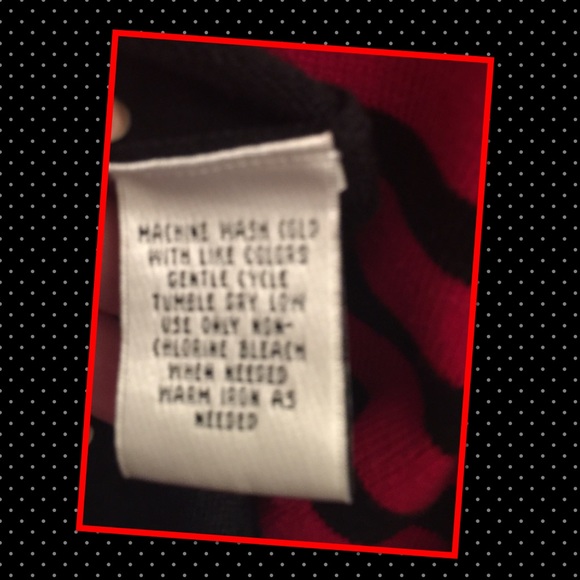 MACHINE WASH COLD
WITH LIKE COLORS
GENTLE CYCLE
TUMBLE DRY LOW
USE ONLY NON-
CHLORINE BLEACH
WHEN NEEDED
WARM IRON AS
NEEDED